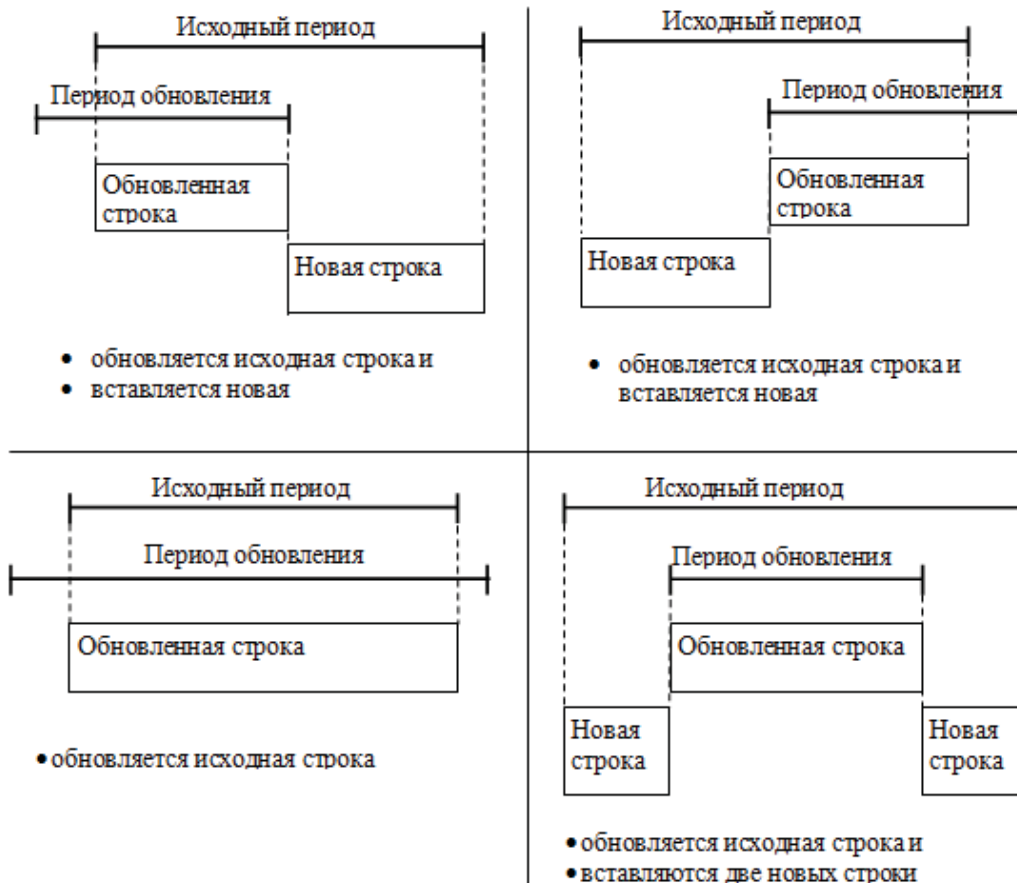 Исходный период
Период обновления
Обновленная
строка
Новая строка
• обновляется исходная строка и
• вставляется новая
Исходный период
Период обновления
Обновленная
строка
Новая строка
• обновляется исходная строка и
вставляется новая
Исходный период
Период обновления
Обновленная строка
• обновляется исходная строка
Исходный период
Период обновления
Обновленная строка
Новая
строка
Новая
строка
• обновляется исходная строка и
• вставляются две новых строки